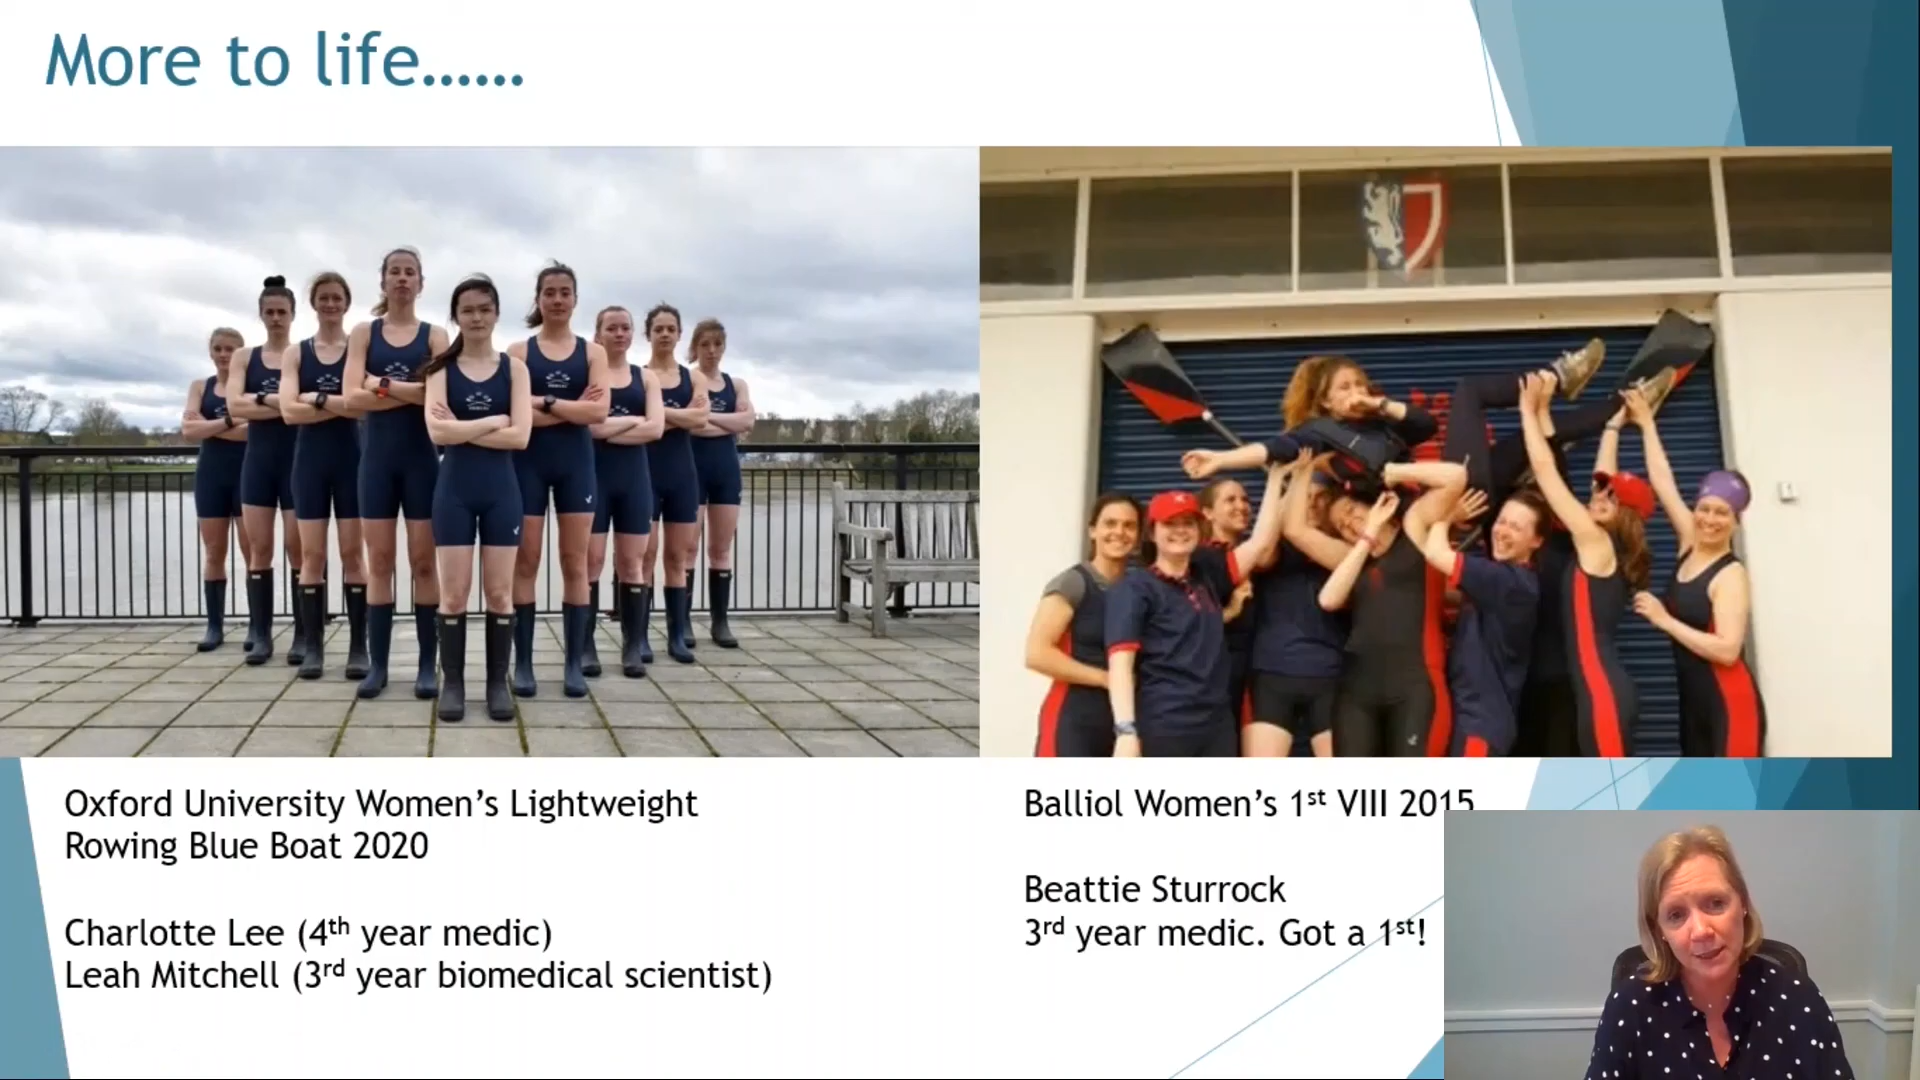 More to life......
Oxford University Women's Lightweight
Rowing Blue Boat 2020
Charlotte Lee (4th year medic)
Leah Mitchell (3rd year biomedical scientist)
Balliol Women's 1st VIII 2015
Beattie Sturrock
3rd year medic. Got a 1st!